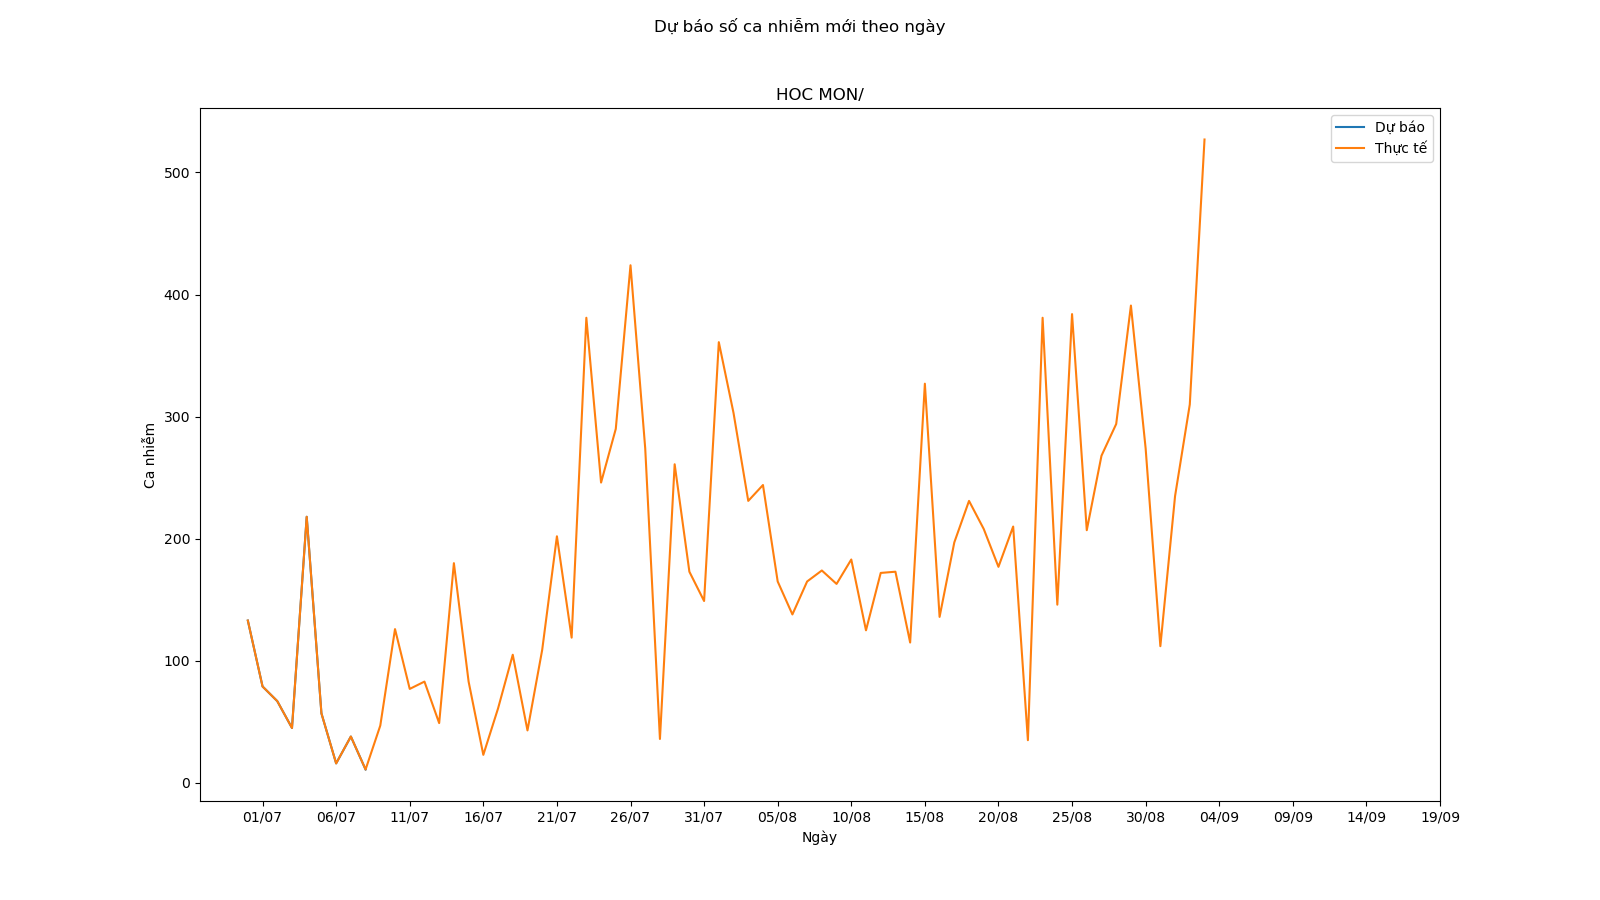 Dự báo số ca nhiễm mới theo ngày
HOC MON/
Dự báo
Thực tế
500
400
300
200
100
0
Ca nhiễm
01/07 06/07 11/07 16/07 21/07 26/07 31/07 05/08 10/08 15/08 20/08 25/08 30/08 04/09 09/09 14/09 19/09
Ngày